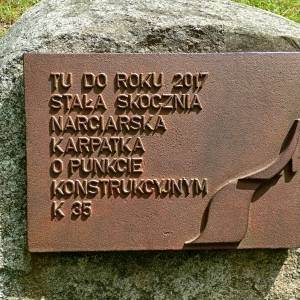 TU DO ROKU 2017
STAŁA SKOCZNIA
NARCIARSKA
KARPATKA
O PUNKCIE
KONSTRUKCYJNYM
K 35